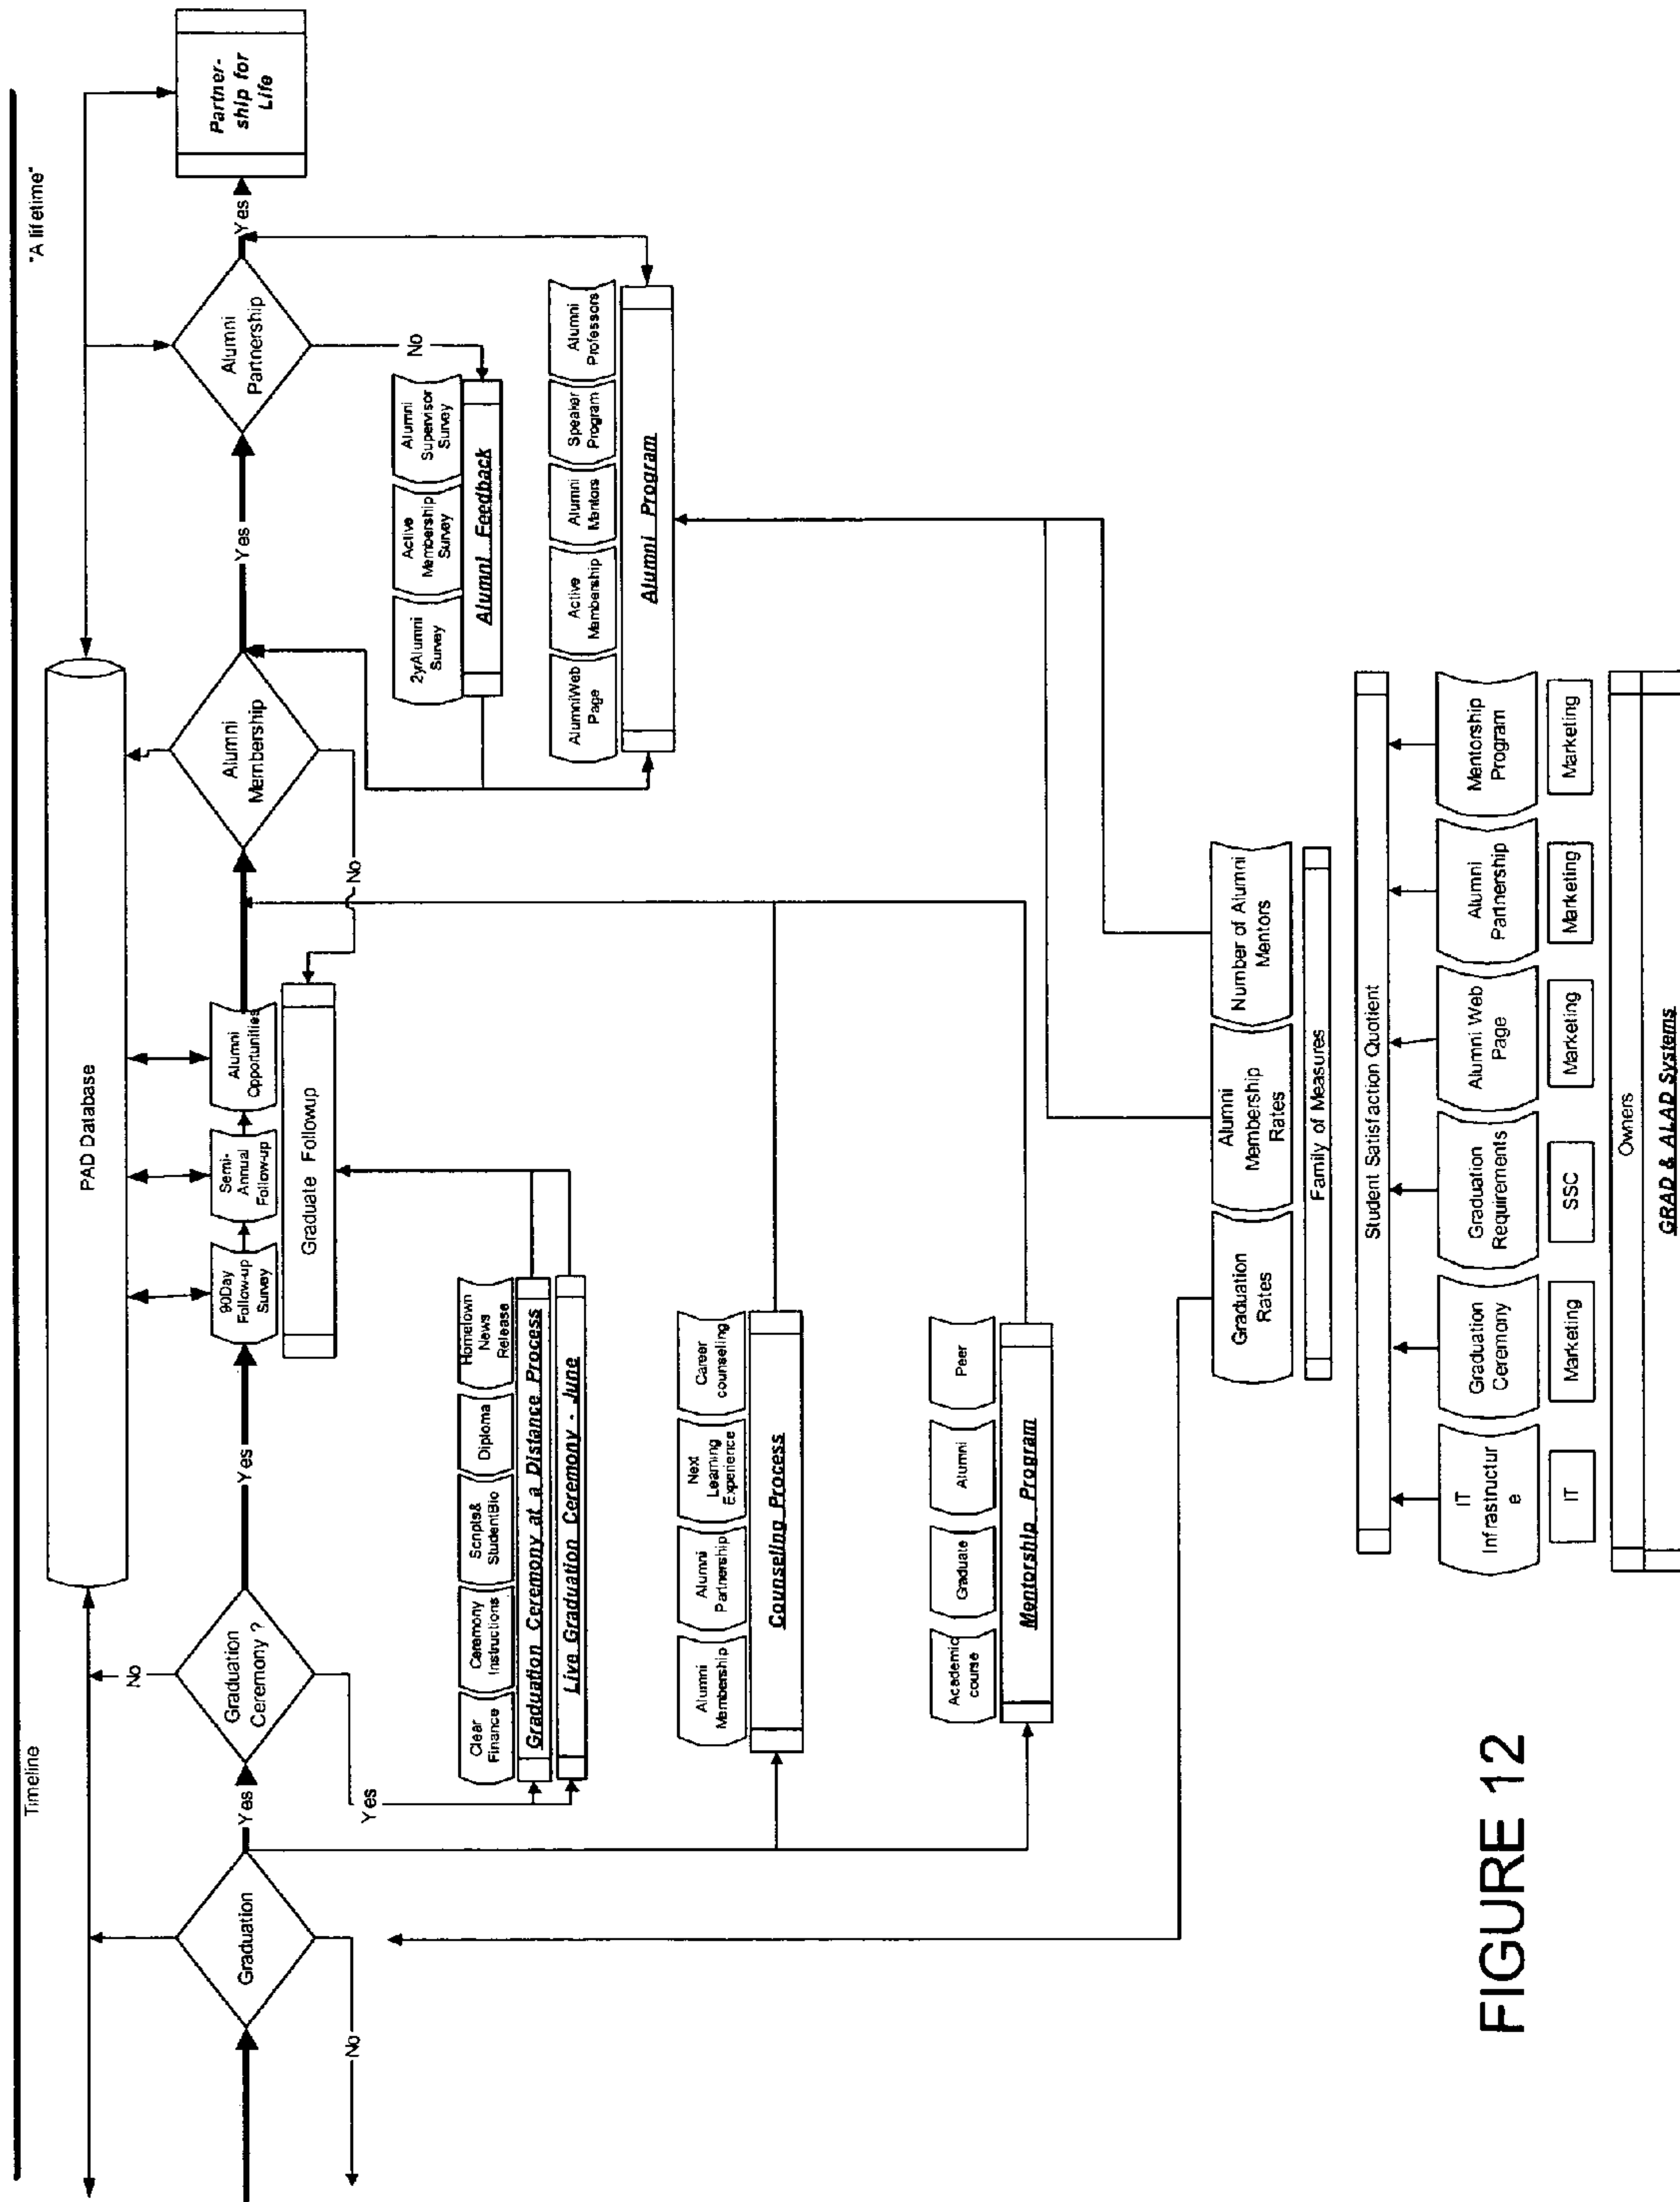 Timeline
"A lifetime"
PAD Database
Graduation
Yes
No
Graduation
Ceremony ?
No
Yes
Yes
90Day
Follow-up
Survey
Semi-
Annual
Follow-up
Alumni
Opportunities
Graduate Followup
Alumni
Membership
Yes
No
Alumni
Partnership
Yes
No
Partner-
ship for
Life
Clear
Finance
Ceremony
Instructions
Scripts&
StudentBio
Diploma
Hometown
News
Release
Graduation Ceremony at a Distance Process
Live Graduation Ceremony - June
2yrAlumni
Survey
Active
Membership
Survey
Alumni
Supervisor
Survey
Alumni Feedback
AlumniWeb
Page
Active
Membership
Alumni
Mentors
Speaker
Program
Alumni
Professors
Alumni Program
Alumni
Membership
Alumni
Partnership
Next
Learning
Experience
Career
counseling
Counseling Process
Academic
course
Graduate
Alumni
Peer
Mentorship Program
Graduation
Rates
Alumni
Membership
Rates
Number of Alumni
Mentors
Family of Measures
Student Satisfaction Quotient
IT
Infrastructur
e
Graduation
Ceremony
Graduation
Requirements
Alumni Web
Page
Alumni
Partnership
Mentorship
Program
IT
Marketing
SSC
Marketing
Marketing
Marketing
Owners
GRAD & ALAD Systems
FIGURE 12